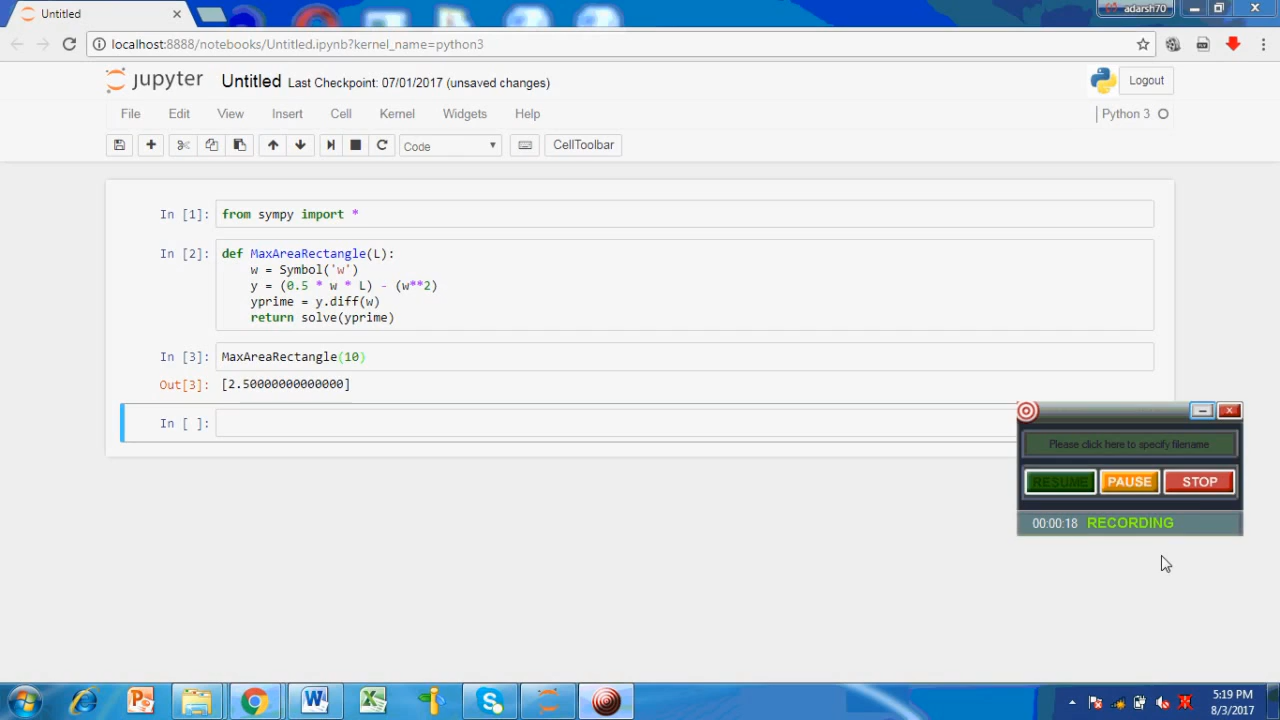 Untitled
adarsh70
localhost:8888/notebooks/Untitled.ipynb?kernel_name=python3
jupyter Untitled Last Checkpoint: 07/01/2017 (unsaved changes)
Logout
File Edit View Insert Cell Kernel Widgets Help
Python 3
Code
CellToolbar
In [1]: from sympy import *
In [2]: def MaxAreaRectangle(L):
w = Symbol('w')
y = (0.5 * w * L) - (w**2)
yprime = y.diff(w)
return solve(yprime)
In [3]: MaxAreaRectangle(10)
Out[3]: [2.50000000000000]
In [ ]:
Please click here to specify filename
RESUME PAUSE STOP
00:00:18 RECORDING
5:19 PM
8/3/2017